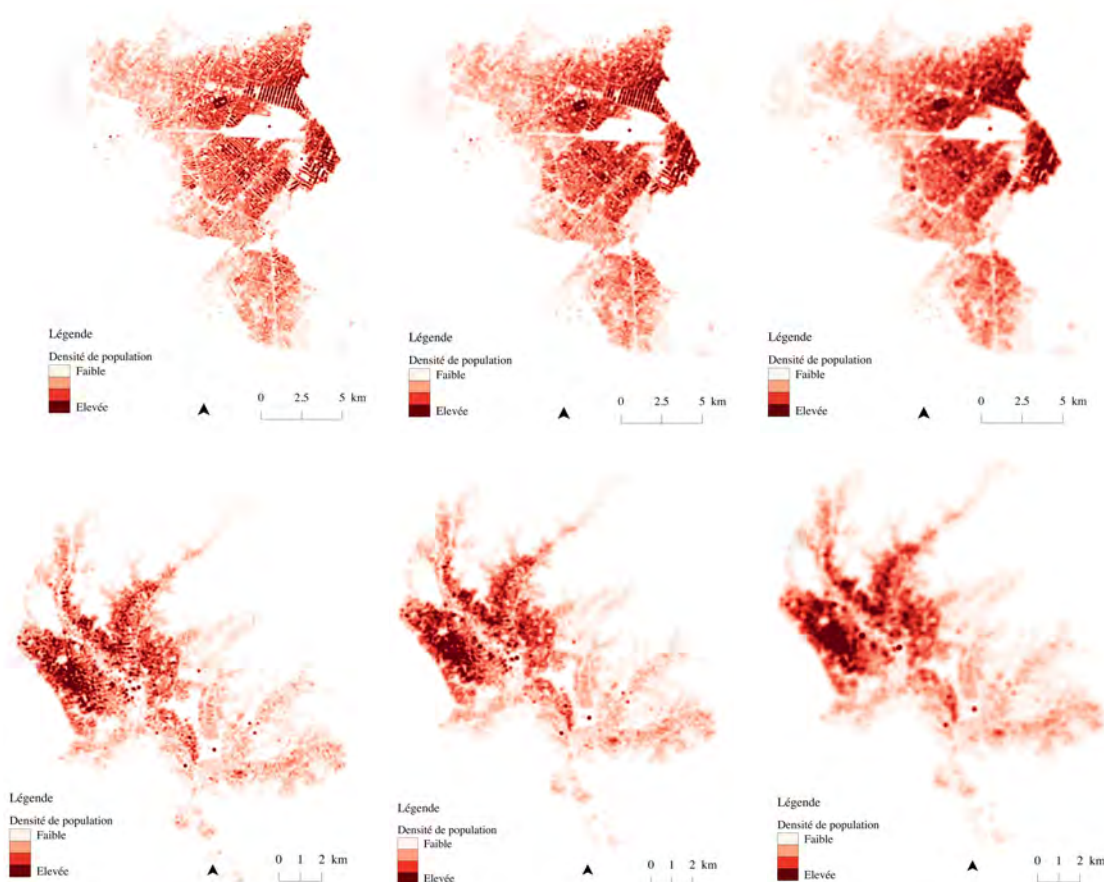 Légende
Densité de population
Faible
Elevée
0 2.5 5 km
Légende
Densité de population
Faible
Elevée
0 2.5 5 km
Légende
Densité de population
Faible
Elevée
0 2.5 5 km
Légende
Densité de population
Faible
Elevée
0 1 2 km
Légende
Densité de population
Faible
Elevée
0 1 2 km
Légende
Densité de population
Faible
Elevée
0 1 2 km